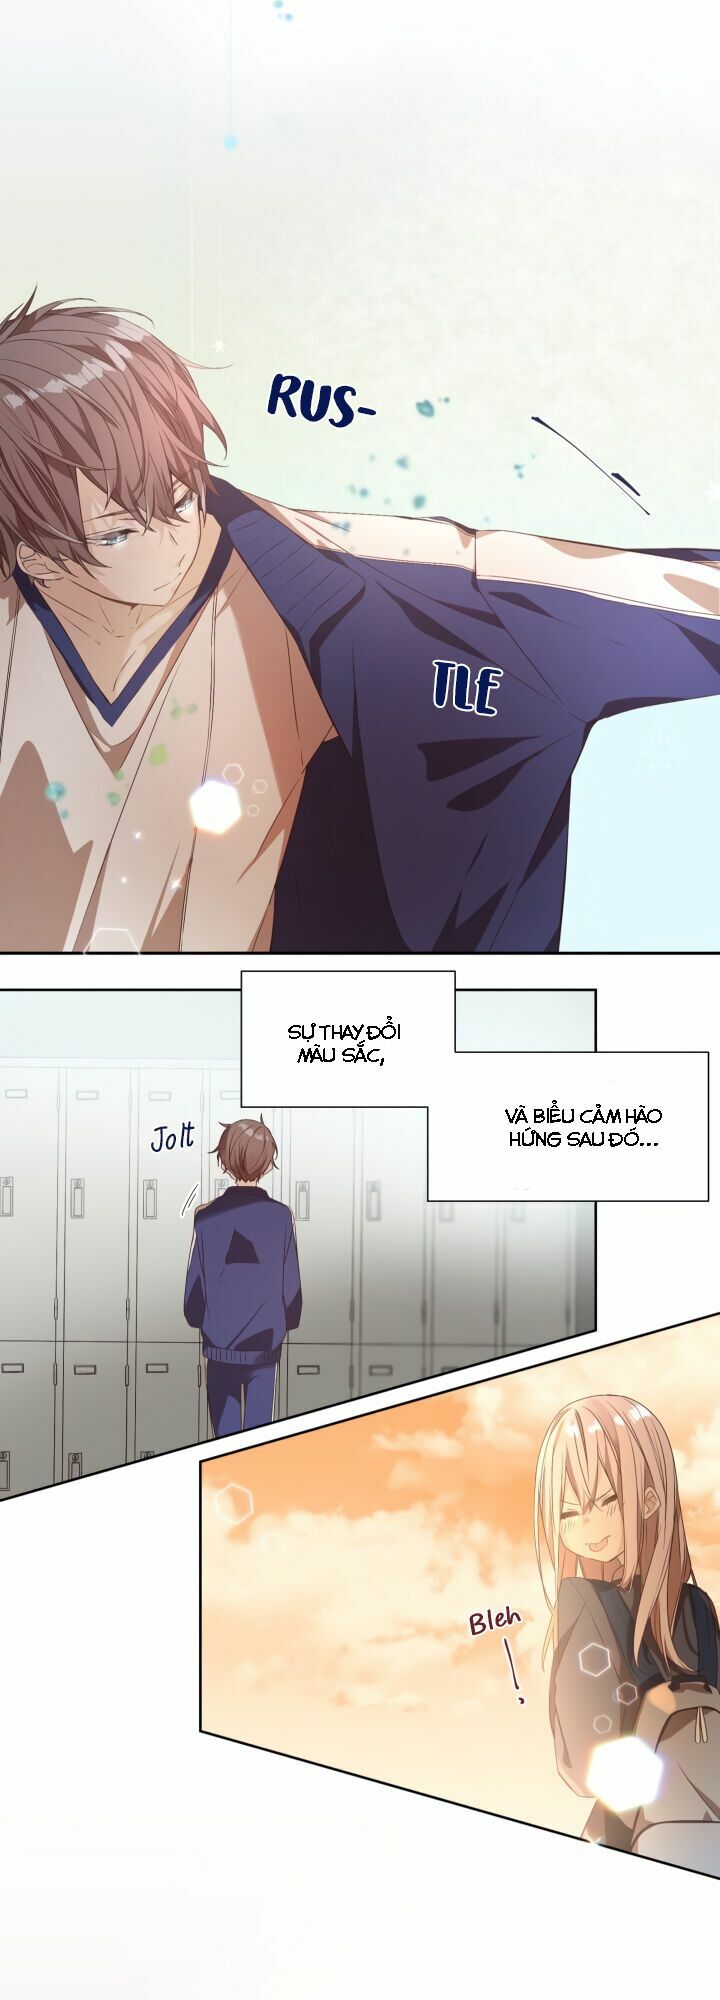 RUS-
TLE
SỰ THAY ĐỔI
MÀU SẮC,
VÀ BIỂU CẢM HÀO
HỨNG SAU ĐÓ...
Jolt
Bleh